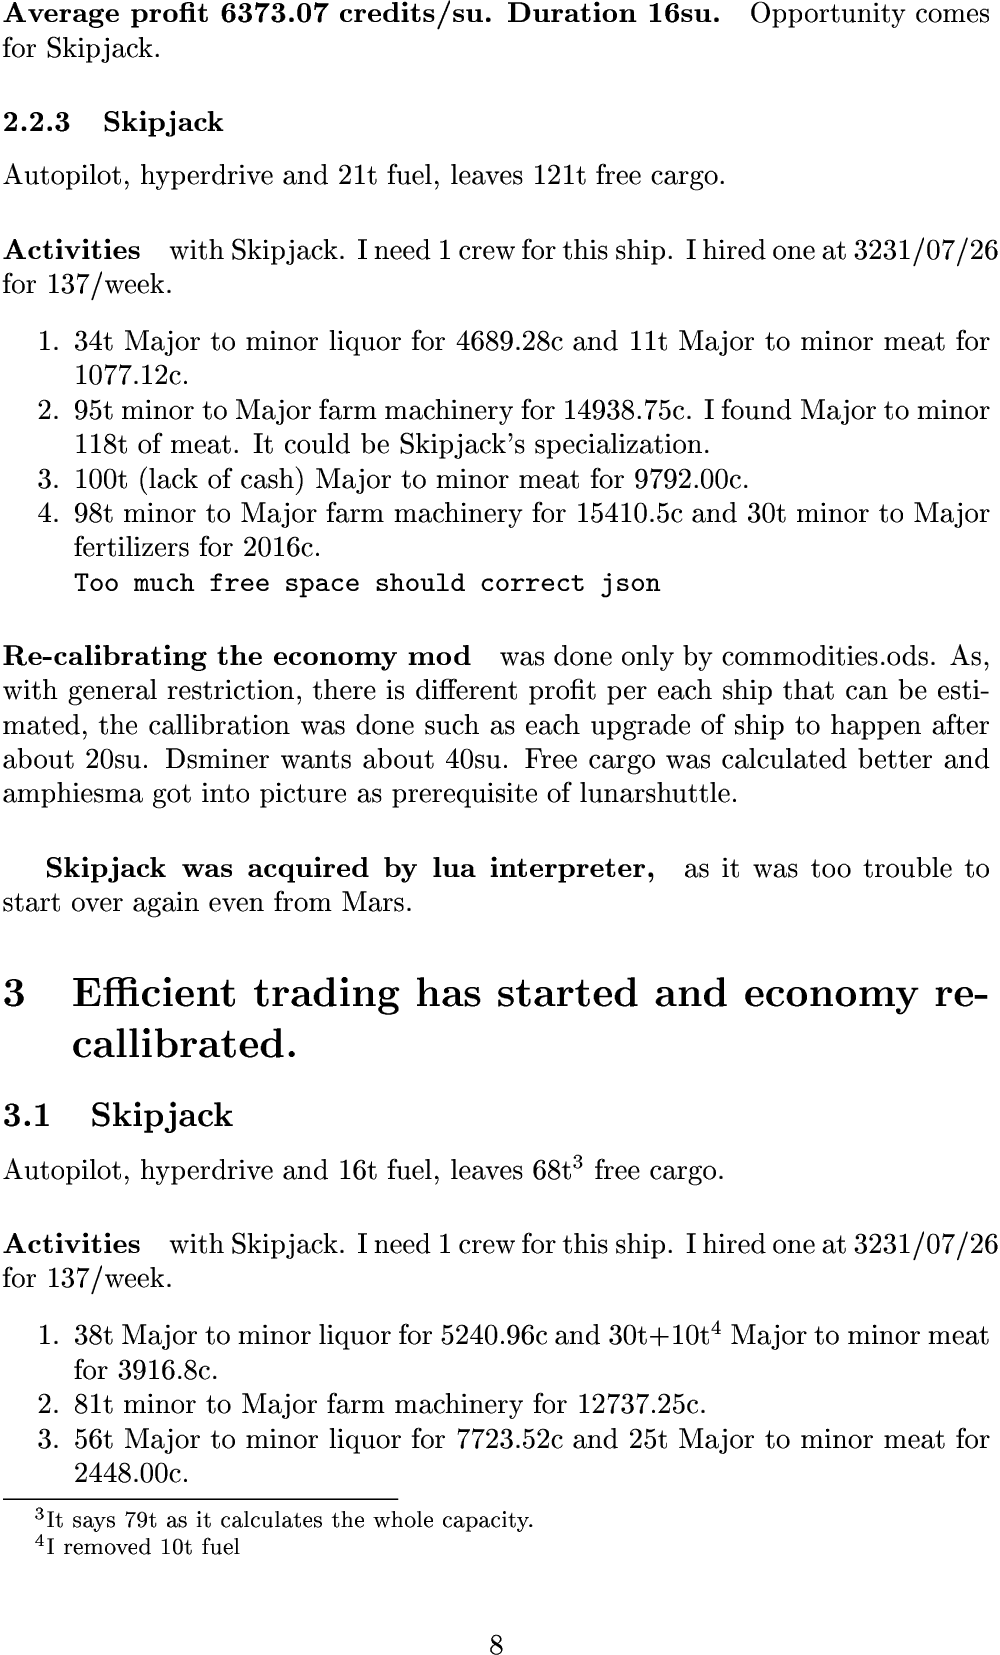 Average profit 6373.07 credits/su. Duration 16su. Opportunity comes
for Skipjack.
2.2.3 Skipjack
Autopilot, hyperdrive and 21t fuel, leaves 121t free cargo.
Activities with Skipjack. I need 1 crew for this ship. I hired one at 3231/07/26
for 137/week.
1. 34t Major to minor liquor for 4689.28c and 11t Major to minor meat for
1077.12c.
2. 95t minor to Major farm machinery for 14938.75c. I found Major to minor
118t of meat. It could be Skipjack's specialization.
3. 100t (lack of cash) Major to minor meat for 9792.00c.
4. 98t minor to Major farm machinery for 15410.5c and 30t minor to Major
fertilizers for 2016c.
Too much free space should correct json
Re-calibrating the economy mod was done only by commodities.ods. As,
with general restriction, there is different profit per each ship that can be esti-
mated, the callibration was done such as each upgrade of ship to happen after
about 20su. Dsminer wants about 40su. Free cargo was calculated better and
amphiesma got into picture as prerequisite of lunarshuttle.
Skipjack was acquired by lua interpreter, as it was too trouble to
start over again even from Mars.
3 Efficient trading has started and economy re-
callibrated.
3.1 Skipjack
Autopilot, hyperdrive and 16t fuel, leaves 68t³ free cargo.
Activities with Skipjack. I need 1 crew for this ship. I hired one at 3231/07/26
for 137/week.
1. 38t Major to minor liquor for 5240.96c and 30t+10t⁴ Major to minor meat
for 3916.8c.
2. 81t minor to Major farm machinery for 12737.25c.
3. 56t Major to minor liquor for 7723.52c and 25t Major to minor meat for
2448.00c.
³It says 79t as it calculates the whole capacity.
⁴I removed 10t fuel
8